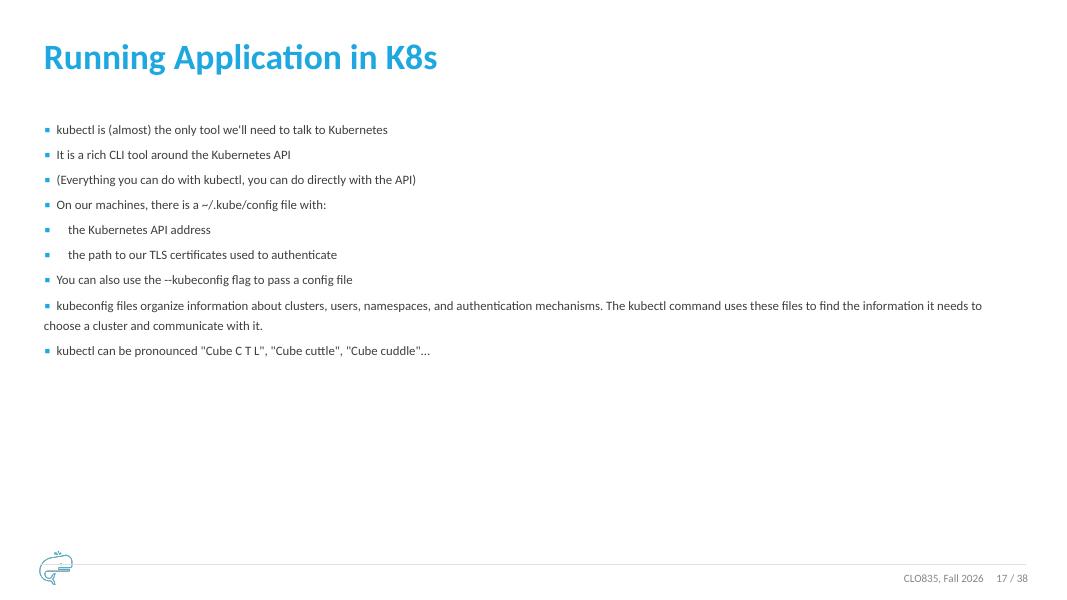 Running Application in K8s
▪ kubectl is (almost) the only tool we'll need to talk to Kubernetes
▪ It is a rich CLI tool around the Kubernetes API
▪ (Everything you can do with kubectl, you can do directly with the API)
▪ On our machines, there is a ~/.kube/config file with:
▪ the Kubernetes API address
▪ the path to our TLS certificates used to authenticate
▪ You can also use the --kubeconfig flag to pass a config file
▪ kubeconfig files organize information about clusters, users, namespaces, and authentication mechanisms. The kubectl command uses these files to find the information it needs to
choose a cluster and communicate with it.
▪ kubectl can be pronounced "Cube C T L", "Cube cuttle", "Cube cuddle"...
CLO835, Fall 2026 17 / 38